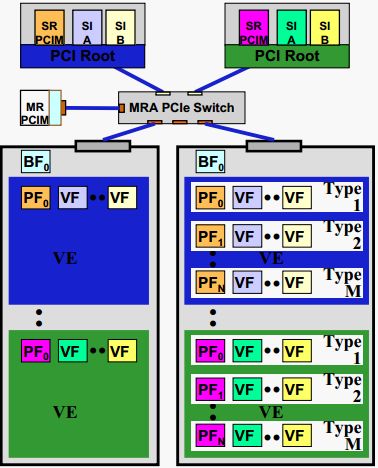 SR SI SI
PCIM A B
PCI Root
SR SI SI
PCIM A B
PCI Root
MR
PCIM
MRA PCIe Switch
BF0
PF0 VF •• VF
VE
PF0 VF •• VF
VE
BF0
PF0 VF •• VF Type 1
PF1 VF •• VF Type 2
VE
PFN VF •• VF Type M
PF0 VF •• VF Type 1
PF1 VF •• VF Type 2
VE
PFN VF •• VF Type M